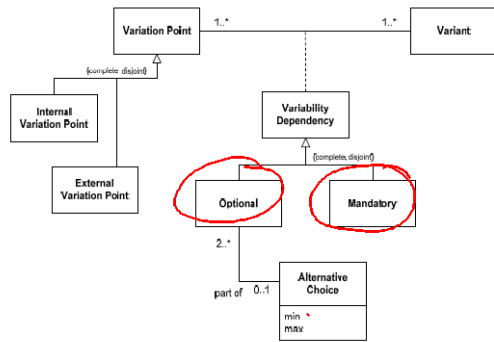 Variation Point
1..*
1..*
Variant
{complete, disjoint}
Internal
Variation Point
External
Variation Point
Variability
Dependency
{complete, disjoint}
Optional
Mandatory
2..*
part of
0..1
Alternative
Choice
min
max